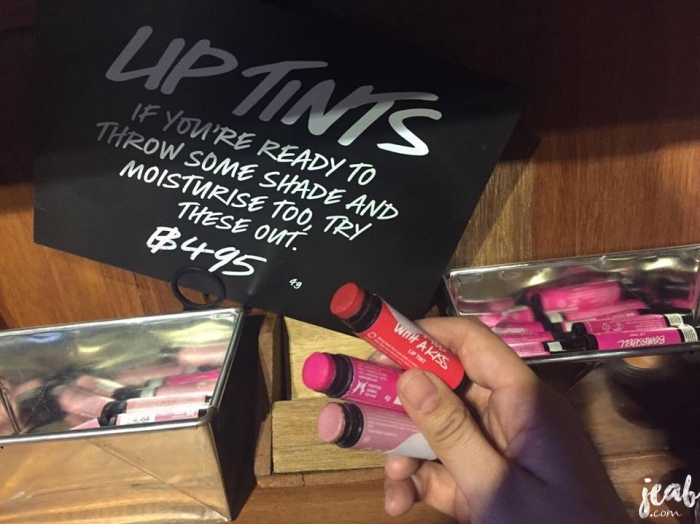 LIP TINTS
IF YOU'RE READY TO
THROW SOME SHADE AND
MOISTURISE TOO, TRY
THESE OUT.
฿495
4g
WITH A KISS
LIP TINT
BOMBSHELL
jeab
.com